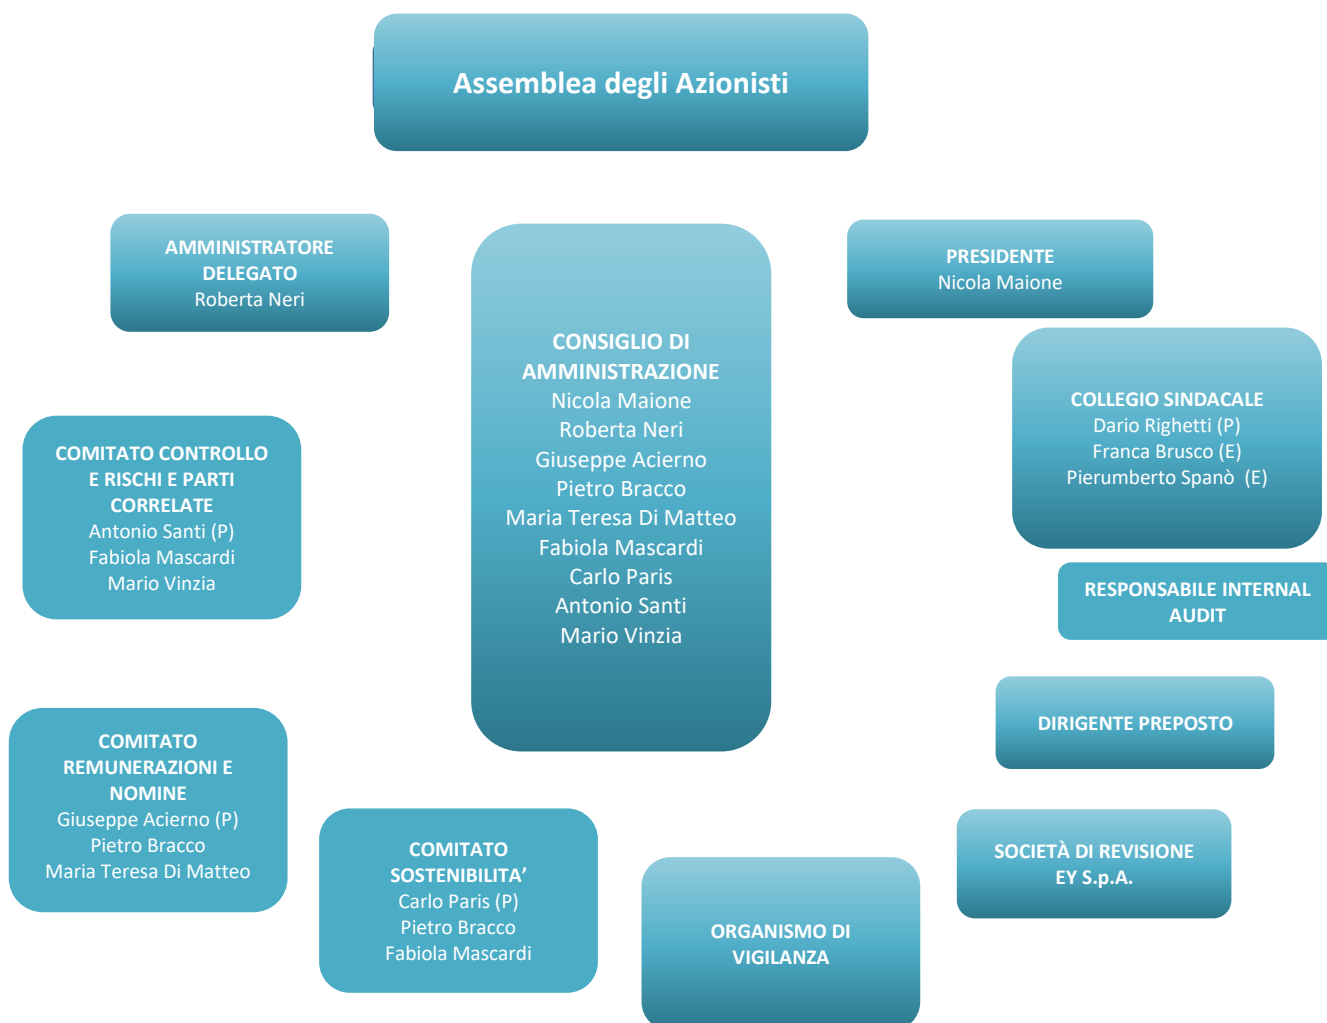 Assemblea degli Azionisti
AMMINISTRATORE
DELEGATO
Roberta Neri
PRESIDENTE
Nicola Maione
CONSIGLIO DI
AMMINISTRAZIONE
Nicola Maione
Roberta Neri
Giuseppe Acierno
Pietro Bracco
Maria Teresa Di Matteo
Fabiola Mascardi
Carlo Paris
Antonio Santi
Mario Vinzia
COLLEGIO SINDACALE
Dario Righetti (P)
Franca Brusco (E)
Pierumberto Spanò (E)
COMITATO CONTROLLO
E RISCHI E PARTI
CORRELATE
Antonio Santi (P)
Fabiola Mascardi
Mario Vinzia
RESPONSABILE INTERNAL
AUDIT
DIRIGENTE PREPOSTO
COMITATO
REMUNERAZIONI E
NOMINE
Giuseppe Acierno (P)
Pietro Bracco
Maria Teresa Di Matteo
COMITATO
SOSTENIBILITA’
Carlo Paris (P)
Pietro Bracco
Fabiola Mascardi
SOCIETÀ DI REVISIONE
EY S.p.A.
ORGANISMO DI
VIGILANZA